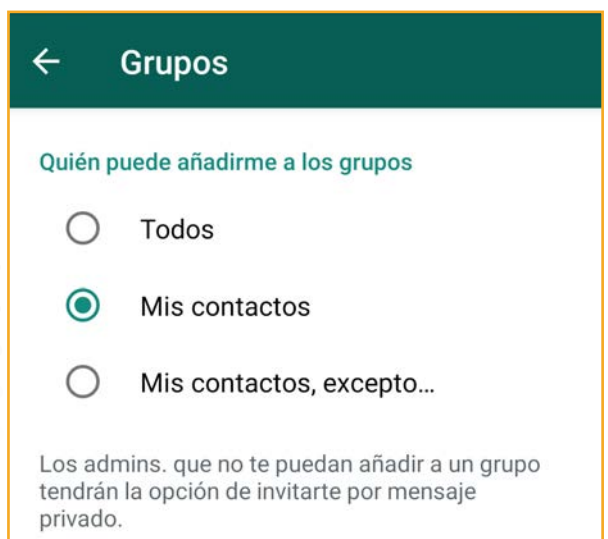 Grupos
Quién puede añadirme a los grupos
Todos
Mis contactos
Mis contactos, excepto...
Los admins. que no te puedan añadir a un grupo
tendrán la opción de invitarte por mensaje
privado.